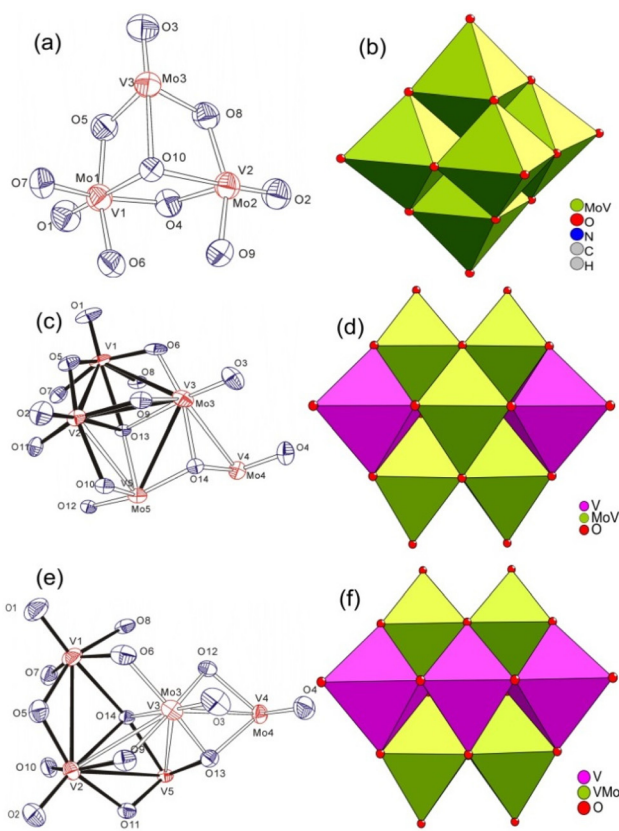 (a)
O3
V3
Mo3
O5
O8
O10
Mo1
V1
O7
O1
O4
V2
Mo2
O2
O6
O9
(b)
MoV
O
N
C
H
(c)
O1
O5
V1
O6
O7
O8
V3
Mo3
O3
O2
O9
V2
O13
O11
V4
Mo4
O4
O10
V5
Mo5
O14
O12
(d)
V
MoV
O
(e)
O1
O8
V1
O6
O12
O7
Mo3
V3
V4
Mo4
O4
O5
O14
O3
O10
O9
V2
V5
O13
O2
O11
(f)
V
VMo
O